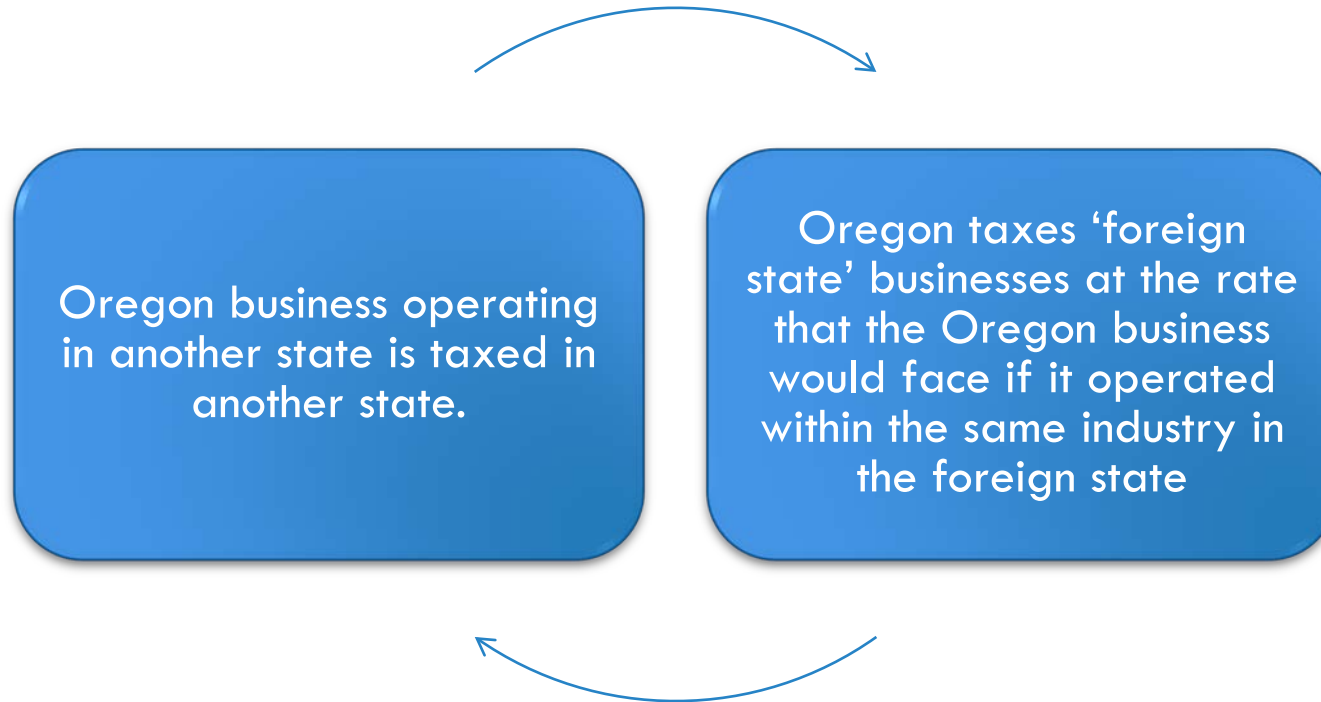 Oregon business operating
in another state is taxed in
another state.
Oregon taxes ‘foreign
state’ businesses at the rate
that the Oregon business
would face if it operated
within the same industry in
the foreign state